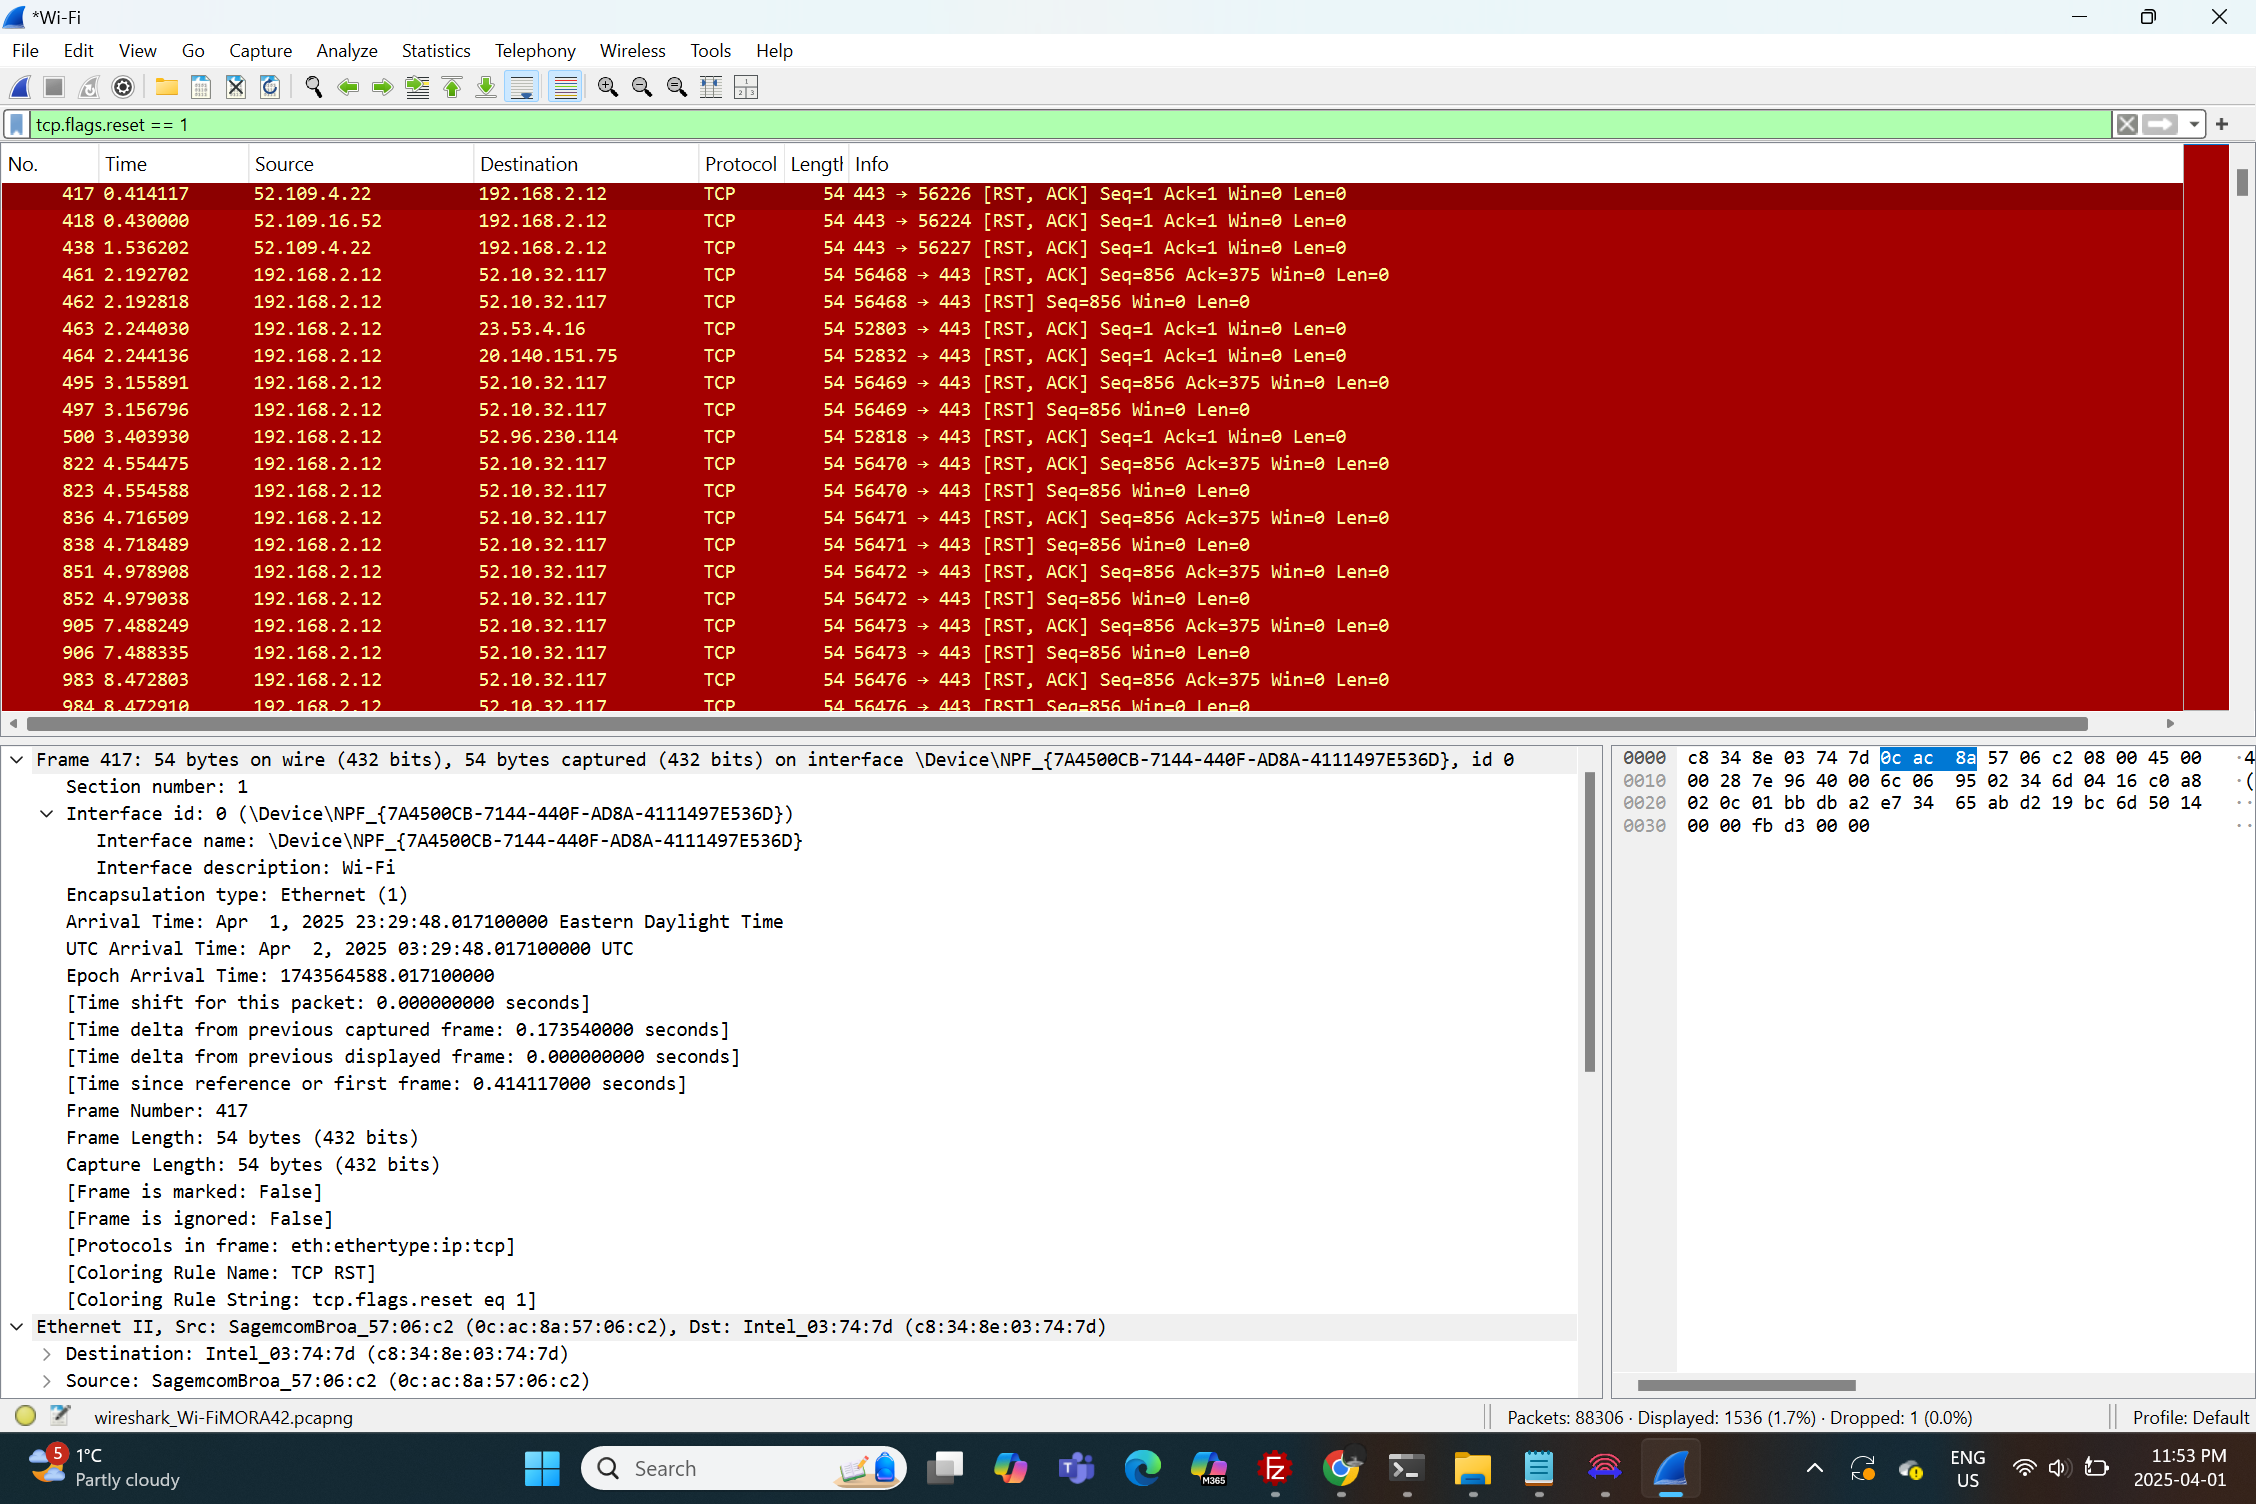 *Wi-Fi
File Edit View Go Capture Analyze Statistics Telephony Wireless Tools Help
tcp.flags.reset == 1
No. Time Source Destination Protocol Length Info
417 0.414117 52.109.4.22 192.168.2.12 TCP 54 443 → 56226 [RST, ACK] Seq=1 Ack=1 Win=0 Len=0
418 0.430000 52.109.16.52 192.168.2.12 TCP 54 443 → 56224 [RST, ACK] Seq=1 Ack=1 Win=0 Len=0
438 1.536202 52.109.4.22 192.168.2.12 TCP 54 443 → 56227 [RST, ACK] Seq=1 Ack=1 Win=0 Len=0
461 2.192702 192.168.2.12 52.10.32.117 TCP 54 56468 → 443 [RST, ACK] Seq=856 Ack=375 Win=0 Len=0
462 2.192818 192.168.2.12 52.10.32.117 TCP 54 56468 → 443 [RST] Seq=856 Win=0 Len=0
463 2.244030 192.168.2.12 23.53.4.16 TCP 54 52803 → 443 [RST, ACK] Seq=1 Ack=1 Win=0 Len=0
464 2.244136 192.168.2.12 20.140.151.75 TCP 54 52832 → 443 [RST, ACK] Seq=1 Ack=1 Win=0 Len=0
495 3.155891 192.168.2.12 52.10.32.117 TCP 54 56469 → 443 [RST, ACK] Seq=856 Ack=375 Win=0 Len=0
497 3.156796 192.168.2.12 52.10.32.117 TCP 54 56469 → 443 [RST] Seq=856 Win=0 Len=0
500 3.403930 192.168.2.12 52.96.230.114 TCP 54 52818 → 443 [RST, ACK] Seq=1 Ack=1 Win=0 Len=0
822 4.554475 192.168.2.12 52.10.32.117 TCP 54 56470 → 443 [RST, ACK] Seq=856 Ack=375 Win=0 Len=0
823 4.554588 192.168.2.12 52.10.32.117 TCP 54 56470 → 443 [RST] Seq=856 Win=0 Len=0
836 4.716509 192.168.2.12 52.10.32.117 TCP 54 56471 → 443 [RST, ACK] Seq=856 Ack=375 Win=0 Len=0
838 4.718489 192.168.2.12 52.10.32.117 TCP 54 56471 → 443 [RST] Seq=856 Win=0 Len=0
851 4.978908 192.168.2.12 52.10.32.117 TCP 54 56472 → 443 [RST, ACK] Seq=856 Ack=375 Win=0 Len=0
852 4.979038 192.168.2.12 52.10.32.117 TCP 54 56472 → 443 [RST] Seq=856 Win=0 Len=0
905 7.488249 192.168.2.12 52.10.32.117 TCP 54 56473 → 443 [RST, ACK] Seq=856 Ack=375 Win=0 Len=0
906 7.488335 192.168.2.12 52.10.32.117 TCP 54 56473 → 443 [RST] Seq=856 Win=0 Len=0
983 8.472803 192.168.2.12 52.10.32.117 TCP 54 56476 → 443 [RST, ACK] Seq=856 Ack=375 Win=0 Len=0
984 8.472910 192.168.2.12 52.10.32.117 TCP 54 56476 → 443 [RST] Seq=856 Win=0 Len=0
Frame 417: 54 bytes on wire (432 bits), 54 bytes captured (432 bits) on interface \Device\NPF_{7A4500CB-7144-440F-AD8A-4111497E536D}, id 0
Section number: 1
Interface id: 0 (\Device\NPF_{7A4500CB-7144-440F-AD8A-4111497E536D})
Interface name: \Device\NPF_{7A4500CB-7144-440F-AD8A-4111497E536D}
Interface description: Wi-Fi
Encapsulation type: Ethernet (1)
Arrival Time: Apr  1, 2025 23:29:48.017100000 Eastern Daylight Time
UTC Arrival Time: Apr  2, 2025 03:29:48.017100000 UTC
Epoch Arrival Time: 1743564588.017100000
[Time shift for this packet: 0.000000000 seconds]
[Time delta from previous captured frame: 0.173540000 seconds]
[Time delta from previous displayed frame: 0.000000000 seconds]
[Time since reference or first frame: 0.414117000 seconds]
Frame Number: 417
Frame Length: 54 bytes (432 bits)
Capture Length: 54 bytes (432 bits)
[Frame is marked: False]
[Frame is ignored: False]
[Protocols in frame: eth:ethertype:ip:tcp]
[Coloring Rule Name: TCP RST]
[Coloring Rule String: tcp.flags.reset eq 1]
Ethernet II, Src: SagemcomBroa_57:06:c2 (0c:ac:8a:57:06:c2), Dst: Intel_03:74:7d (c8:34:8e:03:74:7d)
Destination: Intel_03:74:7d (c8:34:8e:03:74:7d)
Source: SagemcomBroa_57:06:c2 (0c:ac:8a:57:06:c2)
0000 c8 34 8e 03 74 7d 0c ac 8a 57 06 c2 08 00 45 00 ·4
0010 00 28 7e 96 40 00 6c 06 95 02 34 6d 04 16 c0 a8 ·(
0020 02 0c 01 bb db a2 e7 34 65 ab d2 19 bc 6d 50 14 ··
0030 00 00 fb d3 00 00 ··
wireshark_Wi-FiMORA42.pcapng
Packets: 88306 · Displayed: 1536 (1.7%) · Dropped: 1 (0.0%)
Profile: Default
5
1°C
Partly cloudy
Search
M365
ENG
US
11:53 PM
2025-04-01